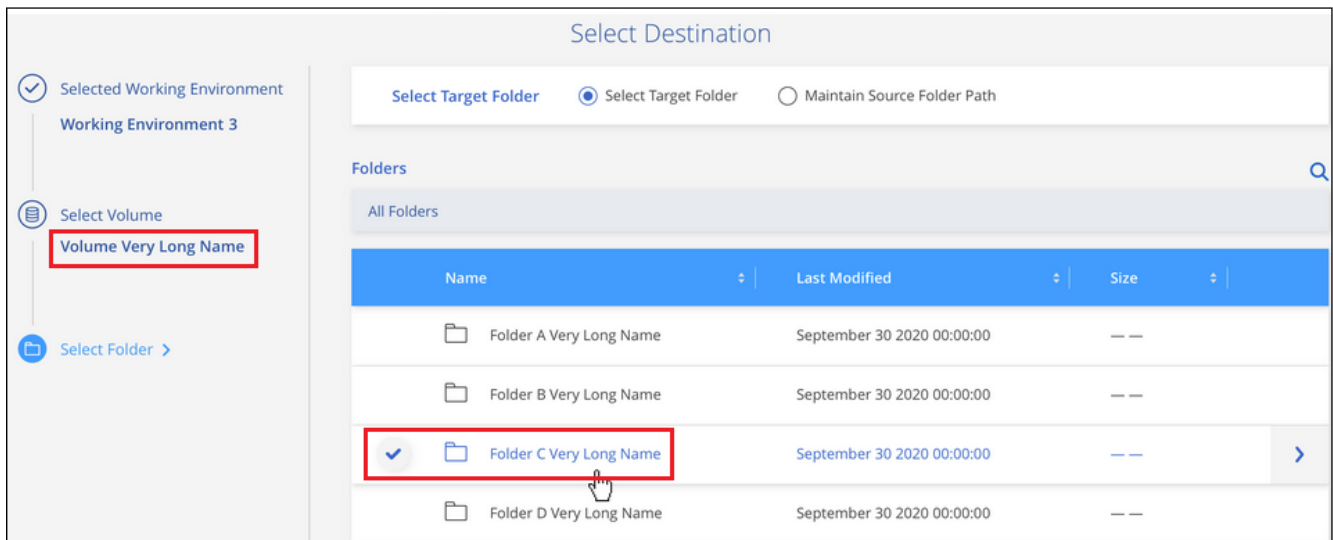 Select Destination
Selected Working Environment
Working Environment 3
Select Volume
Volume Very Long Name
Select Folder >
Select Target Folder Select Target Folder Maintain Source Folder Path
Folders
All Folders
Name Last Modified Size
Folder A Very Long Name September 30 2020 00:00:00 — —
Folder B Very Long Name September 30 2020 00:00:00 — —
Folder C Very Long Name September 30 2020 00:00:00 — —
Folder D Very Long Name September 30 2020 00:00:00 — —